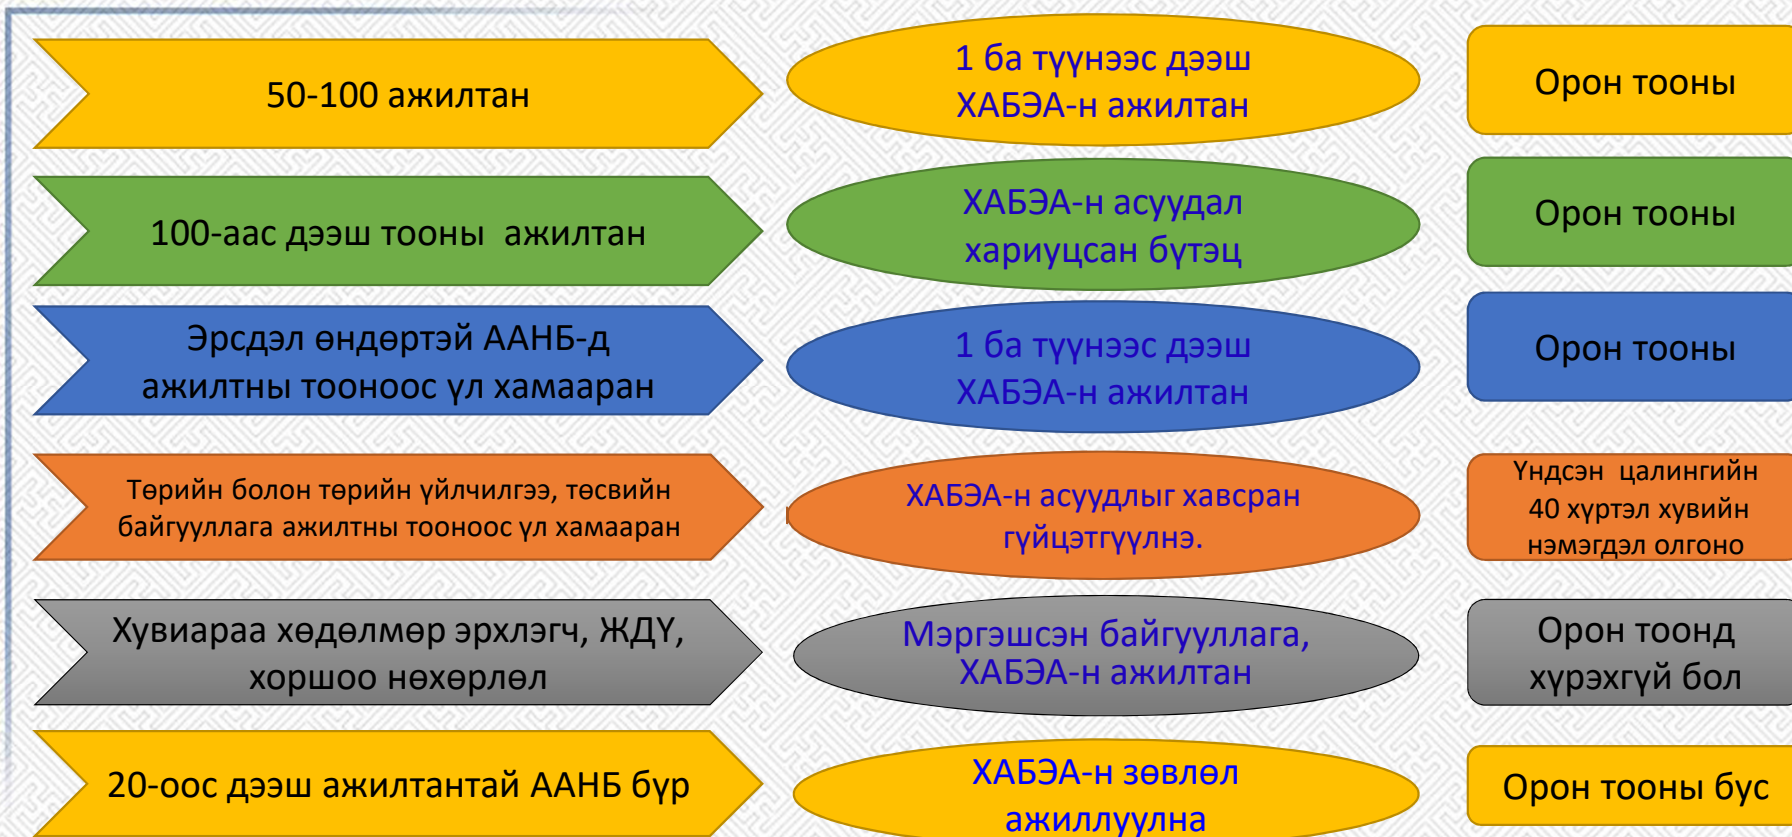 50-100 ажилтан
1 ба түүнээс дээш
ХАБЭА-н ажилтан
Орон тооны
100-аас дээш тооны ажилтан
ХАБЭА-н асуудал
хариуцсан бүтэц
Орон тооны
Эрсдэл өндөртэй ААНБ-д
ажилтны тооноос үл хамааран
1 ба түүнээс дээш
ХАБЭА-н ажилтан
Орон тооны
Төрийн болон төрийн үйлчилгээ, төсвийн
байгууллага ажилтны тооноос үл хамааран
ХАБЭА-н асуудлыг хавсран
гүйцэтгүүлнэ.
Үндсэн цалингийн
40 хүртэл хувийн
нэмэгдэл олгоно
Хувиараа хөдөлмөр эрхлэгч, ЖДҮ,
хоршоо нөхөрлөл
Мэргэшсэн байгууллага,
ХАБЭА-н ажилтан
Орон тоонд
хүрэхгүй бол
20-оос дээш ажилтантай ААНБ бүр
ХАБЭА-н зөвлөл
ажиллуулна
Орон тооны бус